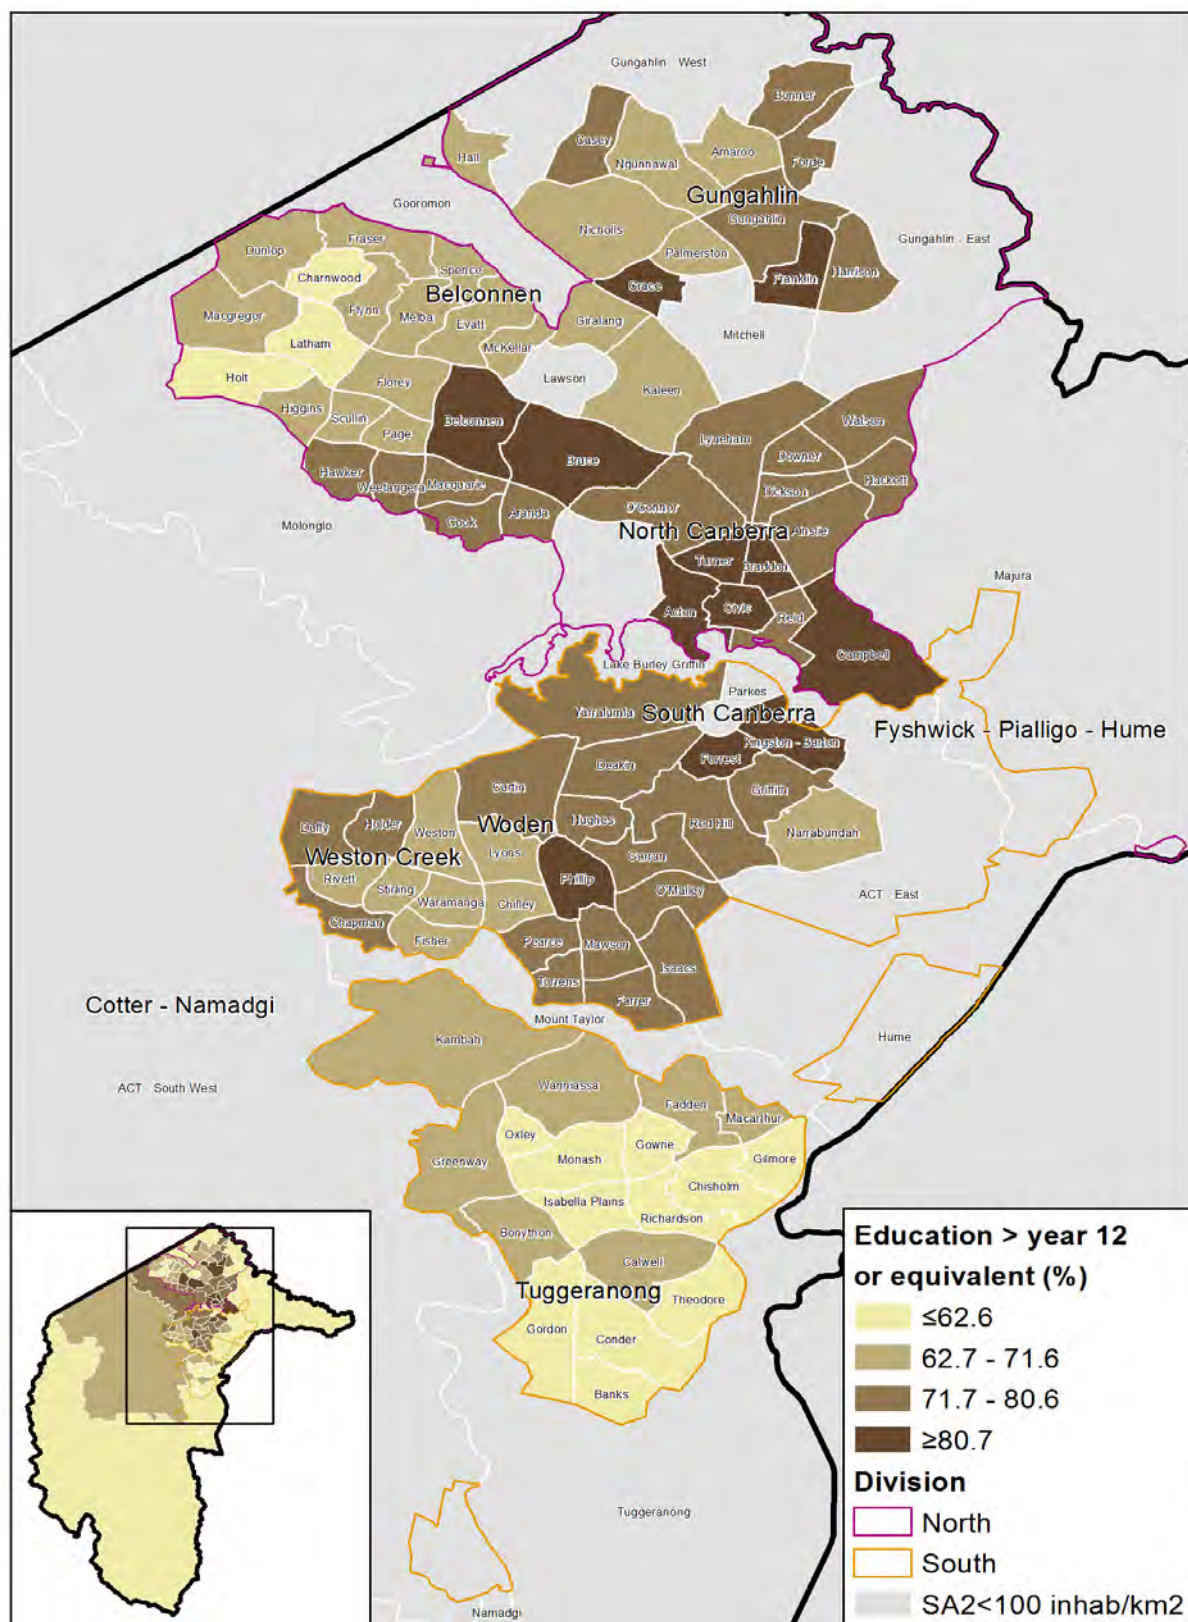 Gungahlin - West
Bonner
Casey
Hall
Ngunnawal
Amaroo
Forde
Gungahlin
Gooromon
Gungahlin
Nicholls
Gungahlin - East
Dunlop
Fraser
Palmerston
Charnwood
Spence
Crace
Franklin
Harrison
Belconnen
Macgregor
Flynn
Melba
Evatt
Giralang
Mitchell
Latham
McKellar
Holt
Florey
Lawson
Kaleen
Higgins
Scullin
Belconnen
Watson
Page
Lyneham
Downer
Bruce
Hawker
Weetangera
Macquarie
Hackett
Dickson
Cook
Aranda
O'Connor
Molonglo
North Canberra
Ainslie
Turner
Braddon
Majura
Acton
Civic
Reid
Campbell
Lake Burley Griffin
Parkes
Yarralumla
South Canberra
Fyshwick - Pialligo - Hume
Kingston - Barton
Deakin
Forrest
Curtin
Griffith
Duffy
Holder
Weston
Woden
Hughes
Red Hill
Narrabundah
Weston Creek
Lyons
Garran
Rivett
Stirling
Phillip
O'Malley
Waramanga
Chifley
ACT - East
Chapman
Fisher
Pearce
Mawson
Isaacs
Torrens
Farrer
Cotter - Namadgi
Mount Taylor
Kambah
Hume
ACT - South West
Wanniassa
Fadden
Macarthur
Oxley
Gowrie
Greenway
Monash
Gilmore
Chisholm
Isabella Plains
Richardson
Bonython
Calwell
Tuggeranong
Theodore
Gordon
Conder
Banks
Tuggeranong
Namadgi
Education > year 12
or equivalent (%)
≤62.6
62.7 - 71.6
71.7 - 80.6
≥80.7
Division
North
South
SA2<100 inhab/km2